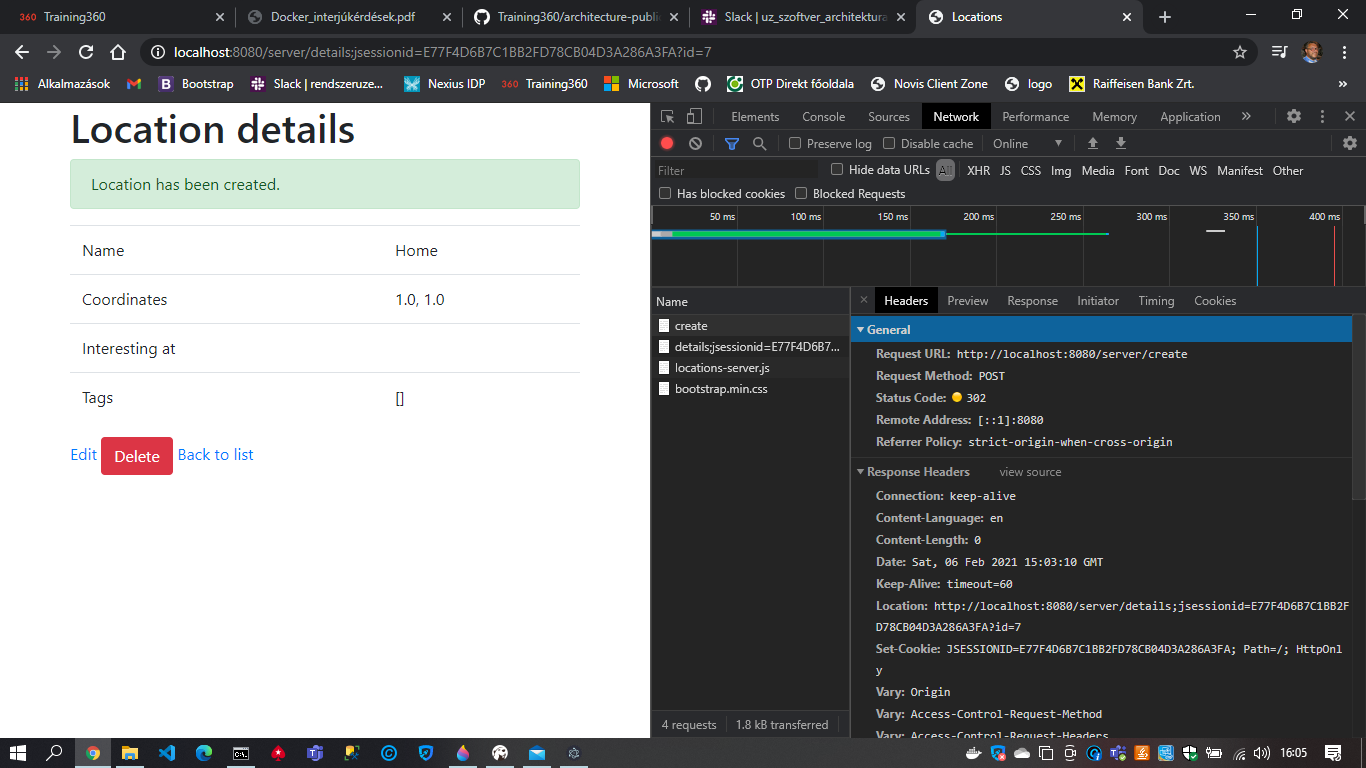 360 Training360
Docker_interjúkérdések.pdf
Training360/architecture-public
Slack | uz_szoftver_architektura
Locations
localhost:8080/server/details;jsessionid=E77F4D6B7C1BB2FD78CB04D3A286A3FA?id=7
Alkalmazások
Bootstrap
Slack | rendszeruze...
Nexius IDP
360 Training360
Microsoft
OTP Direkt főoldala
Novis Client Zone
logo
Raiffeisen Bank Zrt.
»
Location details
Location has been created.
Name Home
Coordinates 1.0, 1.0
Interesting at
Tags []
Edit Delete Back to list
Elements Console Sources Network Performance Memory Application »
Preserve log Disable cache Online
Filter Hide data URLs All XHR JS CSS Img Media Font Doc WS Manifest Other
Has blocked cookies Blocked Requests
50 ms 100 ms 150 ms 200 ms 250 ms 300 ms 350 ms 400 ms
Name
create
details;jsessionid=E77F4D6B7...
locations-server.js
bootstrap.min.css
4 requests 1.8 kB transferred
Headers Preview Response Initiator Timing Cookies
General
Request URL: http://localhost:8080/server/create
Request Method: POST
Status Code: 302
Remote Address: [::1]:8080
Referrer Policy: strict-origin-when-cross-origin
Response Headers view source
Connection: keep-alive
Content-Language: en
Content-Length: 0
Date: Sat, 06 Feb 2021 15:03:10 GMT
Keep-Alive: timeout=60
Location: http://localhost:8080/server/details;jsessionid=E77F4D6B7C1BB2F
D78CB04D3A286A3FA?id=7
Set-Cookie: JSESSIONID=E77F4D6B7C1BB2FD78CB04D3A286A3FA; Path=/; HttpOnl
y
Vary: Origin
Vary: Access-Control-Request-Method
Vary: Access-Control-Request-Headers
16:05